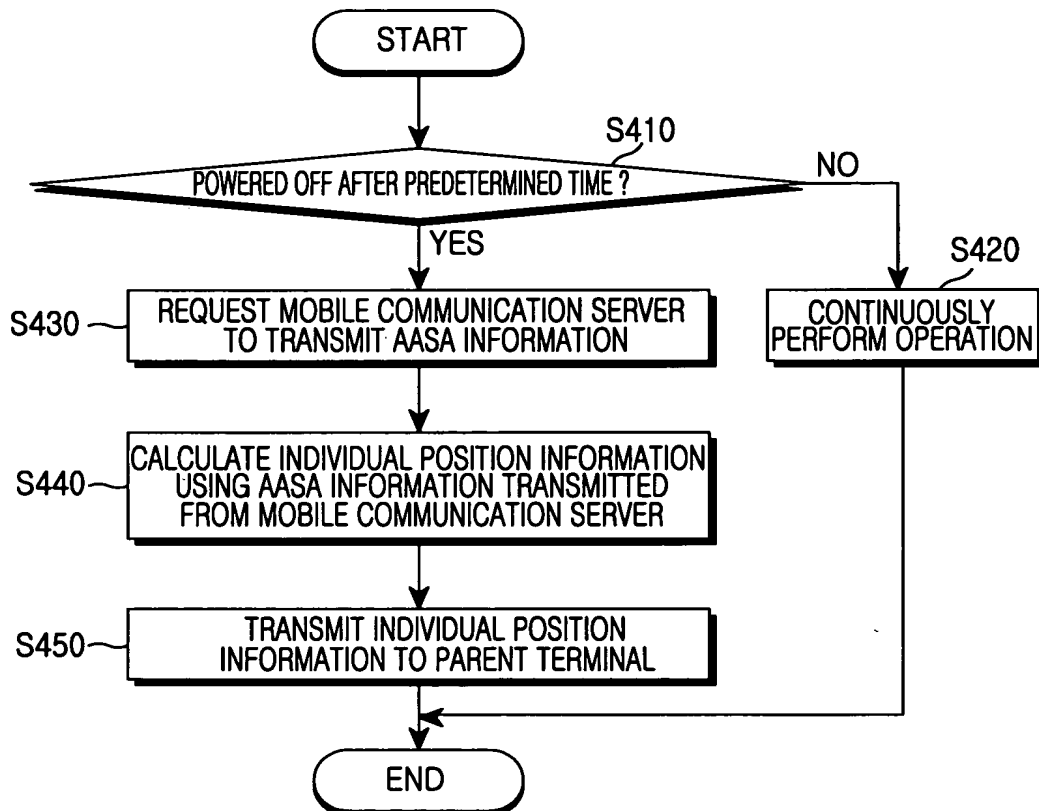 START
S410
POWERED OFF AFTER PREDETERMINED TIME ?
NO
YES
S420
CONTINUOUSLY
PERFORM OPERATION
S430
REQUEST MOBILE COMMUNICATION SERVER
TO TRANSMIT AASA INFORMATION
S440
CALCULATE INDIVIDUAL POSITION INFORMATION
USING AASA INFORMATION TRANSMITTED
FROM MOBILE COMMUNICATION SERVER
S450
TRANSMIT INDIVIDUAL POSITION
INFORMATION TO PARENT TERMINAL
END